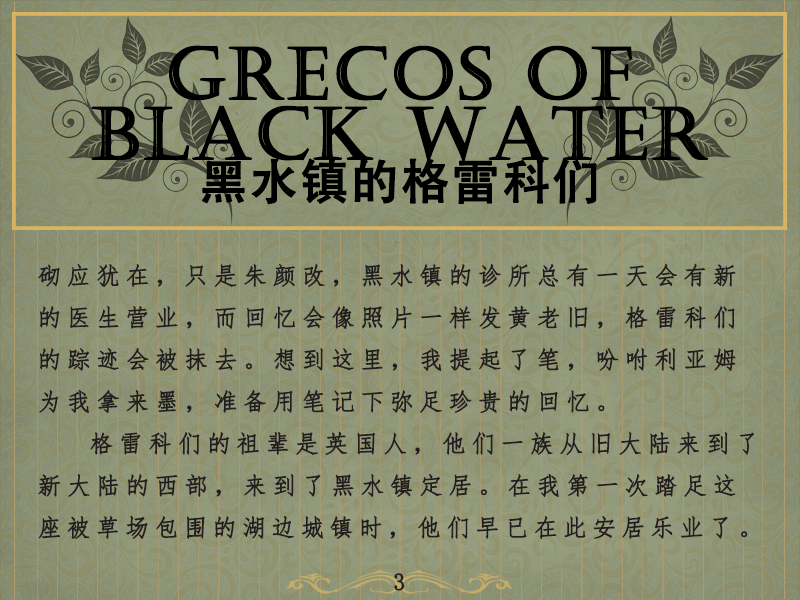 GRECOS OF
BLACK WATER
黑水镇的格雷科们
砌应犹在，只是朱颜改，黑水镇的诊所总有一天会有新
的医生营业，而回忆会像照片一样发黄老旧，格雷科们
的踪迹会被抹去。想到这里，我提起了笔，吩咐利亚姆
为我拿来墨，准备用笔记下弥足珍贵的回忆。
格雷科们的祖辈是英国人，他们一族从旧大陆来到了
新大陆的西部，来到了黑水镇定居。在我第一次踏足这
座被草场包围的湖边城镇时，他们早已在此安居乐业了。
3